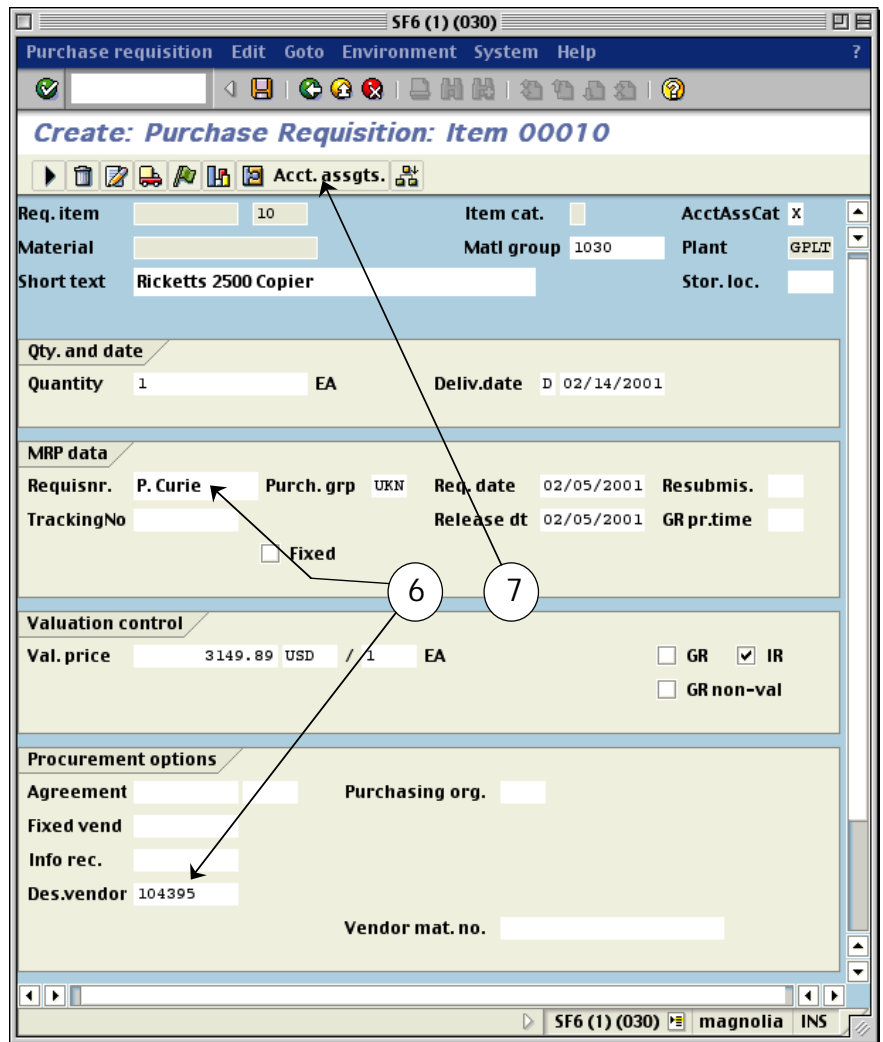 SF6 (1) (030)
Purchase requisition Edit Goto Environment System Help ?
Create: Purchase Requisition: Item 00010
Acct. assgts.
Req. item 10 Item cat. AcctAssCat X
Material Matl group 1030 Plant GPLT
Short text Ricketts 2500 Copier Stor. loc.
Qty. and date
Quantity 1 EA Deliv.date D 02/14/2001
MRP data
Requisnr. P. Curie Purch. grp UKN Req. date 02/05/2001 Resubmis.
TrackingNo Release dt 02/05/2001 GR pr.time
Fixed
6 7
Valuation control
Val. price 3149.89 USD / 1 EA GR IR
GR non-val
Procurement options
Agreement Purchasing org.
Fixed vend
Info rec.
Des.vendor 104395
Vendor mat. no.
SF6 (1) (030) magnolia INS